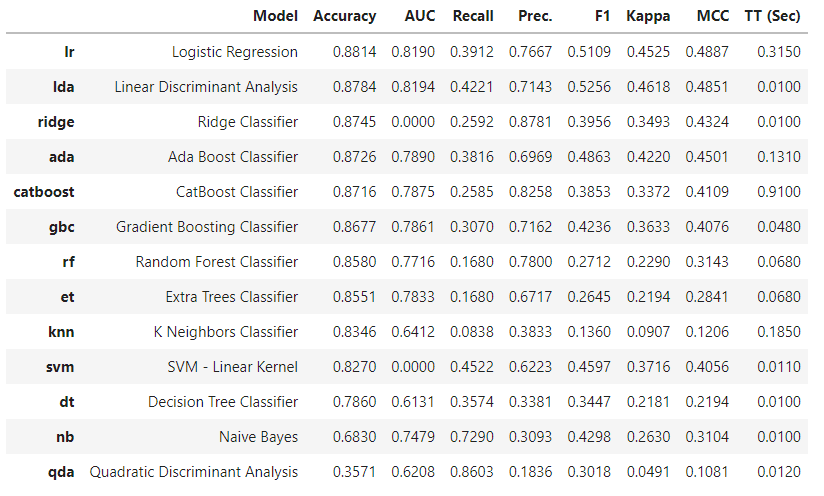 Model Accuracy AUC Recall Prec. F1 Kappa MCC TT (Sec)
lr Logistic Regression 0.8814 0.8190 0.3912 0.7667 0.5109 0.4525 0.4887 0.3150
lda Linear Discriminant Analysis 0.8784 0.8194 0.4221 0.7143 0.5256 0.4618 0.4851 0.0100
ridge Ridge Classifier 0.8745 0.0000 0.2592 0.8781 0.3956 0.3493 0.4324 0.0100
ada Ada Boost Classifier 0.8726 0.7890 0.3816 0.6969 0.4863 0.4220 0.4501 0.1310
catboost CatBoost Classifier 0.8716 0.7875 0.2585 0.8258 0.3853 0.3372 0.4109 0.9100
gbc Gradient Boosting Classifier 0.8677 0.7861 0.3070 0.7162 0.4236 0.3633 0.4076 0.0480
rf Random Forest Classifier 0.8580 0.7716 0.1680 0.7800 0.2712 0.2290 0.3143 0.0680
et Extra Trees Classifier 0.8551 0.7833 0.1680 0.6717 0.2645 0.2194 0.2841 0.0680
knn K Neighbors Classifier 0.8346 0.6412 0.0838 0.3833 0.1360 0.0907 0.1206 0.1850
svm SVM - Linear Kernel 0.8270 0.0000 0.4522 0.6223 0.4597 0.3716 0.4056 0.0110
dt Decision Tree Classifier 0.7860 0.6131 0.3574 0.3381 0.3447 0.2181 0.2194 0.0100
nb Naive Bayes 0.6830 0.7479 0.7290 0.3093 0.4298 0.2630 0.3104 0.0100
qda Quadratic Discriminant Analysis 0.3571 0.6208 0.8603 0.1836 0.3018 0.0491 0.1081 0.0120